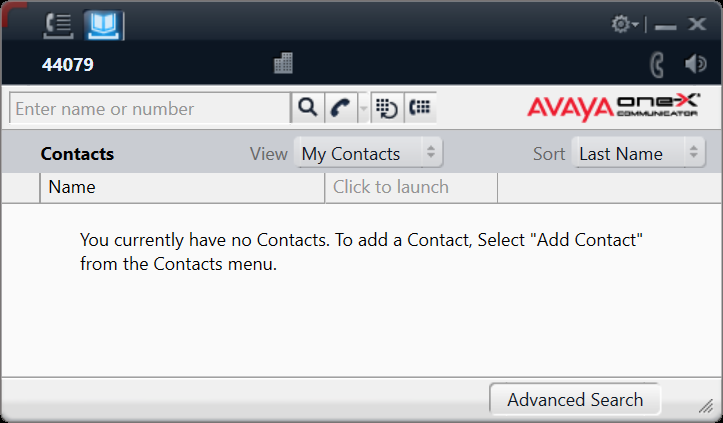 44079
Enter name or number
AVAYA one-X®
COMMUNICATOR
Contacts View My Contacts Sort Last Name
Name Click to launch
You currently have no Contacts. To add a Contact, Select "Add Contact"
from the Contacts menu.
Advanced Search